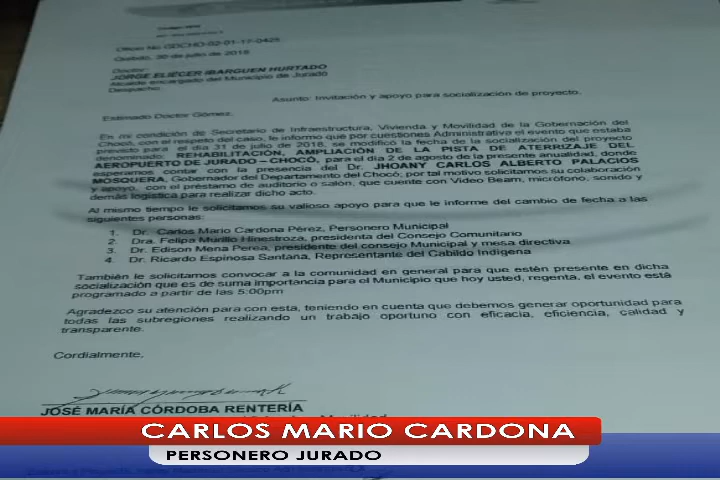 Oficio No GDCHO-02-01-17-0425
Quibdó, 30 de julio de 2018
Doctor:
JORGE ELIÉCER IBARGUEN HURTADO
Alcalde encargado del Municipio de Juradó
Despacho.
Asunto: Invitación y apoyo para socialización de proyecto.
Estimado Doctor Gómez.
En mi condición de Secretario de Infraestructura, Vivienda y Movilidad de la Gobernación del
Chocó, con el respeto del caso, le informo que por cuestiones Administrativa el evento que estaba
previsto para el día 31 de julio de 2018, se modificó la fecha de la socialización del proyecto
denominado: REHABILITACIÓN, AMPLIACIÓN DE LA PISTA DE ATERRIZAJE DEL
AEROPUERTO DE JURADO – CHOCÓ, para el día 2 de agosto de la presente anualidad, donde
esperamos contar con la presencia del Dr. JHOANY CARLOS ALBERTO PALACIOS
MOSQUERA, Gobernador del Departamento del Chocó; por tal motivo solicitamos su colaboración
y apoyo, con el préstamo de auditorio o salón, que cuente con Video Beam, micrófono, sonido y
demás logística para realizar dicho acto.
Al mismo tiempo le solicitamos su valioso apoyo para que le informe del cambio de fecha a las
siguientes personas:
1. Dr. Carlos Mario Cardona Pérez, Personero Municipal
2. Dra. Felipa Murillo Hinestroza, presidenta del Consejo Comunitario
3. Dr. Edison Mena Perea, presidente del consejo Municipal y mesa directiva
4. Dr. Ricardo Espinosa Santana, Representante del Cabildo Indígena
También le solicitamos convocar a la comunidad en general para que estén presente en dicha
socialización que es de suma importancia para el Municipio que hoy usted, regenta, el evento está
programado a partir de las 5:00pm
Agradezco su atención para con esta, teniendo en cuenta que debemos generar oportunidad para
todas las subregiones realizando un trabajo oportuno con eficacia, eficiencia, calidad y
transparente.
Cordialmente,
JOSÉ MARÍA CÓRDOBA RENTERÍA
CARLOS MARIO CARDONA
PERSONERO JURADO